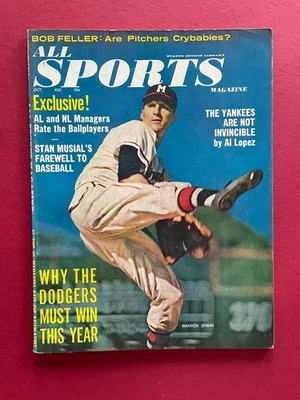 BOB FELLER: Are Pitchers Crybabies?
ALL
SPORTS
OCT.
MAGAZINE
Exclusive!
AL and NL Managers
Rate the Ballplayers
STAN MUSIAL'S
FAREWELL TO
BASEBALL
THE YANKEES
ARE NOT
INVINCIBLE
by Al Lopez
M
WHY THE
DODGERS
MUST WIN
THIS YEAR
WARREN SPAHN